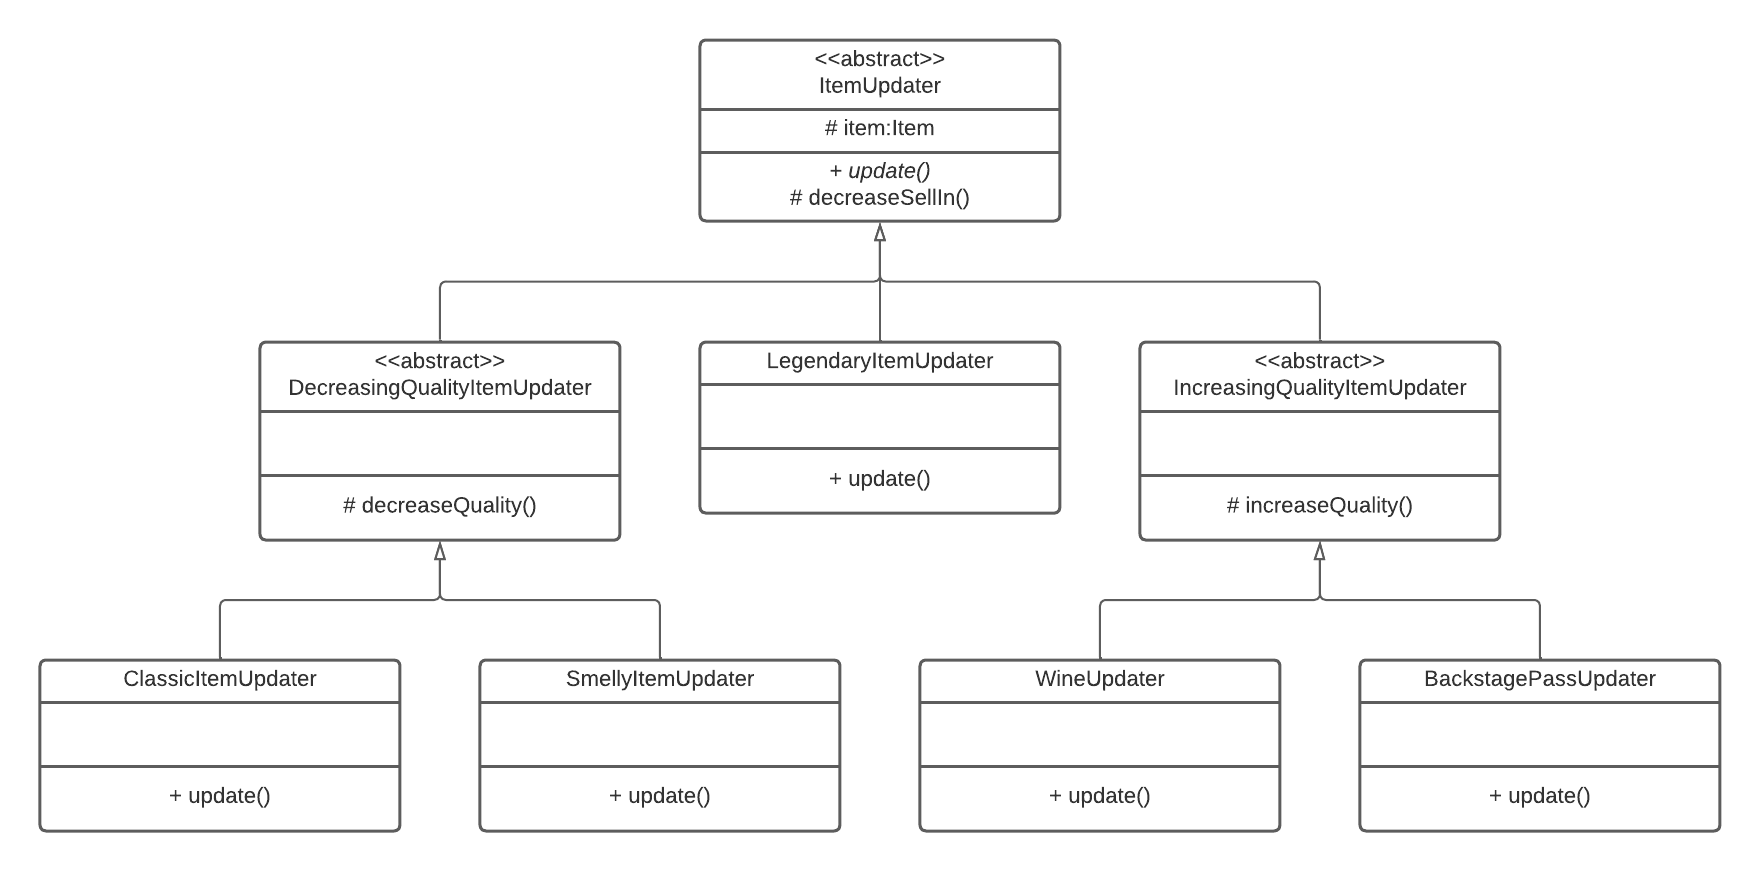 <<abstract>>
ItemUpdater
# item:Item
+ update()
# decreaseSellIn()
<<abstract>>
DecreasingQualityItemUpdater
# decreaseQuality()
LegendaryItemUpdater
+ update()
<<abstract>>
IncreasingQualityItemUpdater
# increaseQuality()
ClassicItemUpdater
+ update()
SmellyItemUpdater
+ update()
WineUpdater
+ update()
BackstagePassUpdater
+ update()